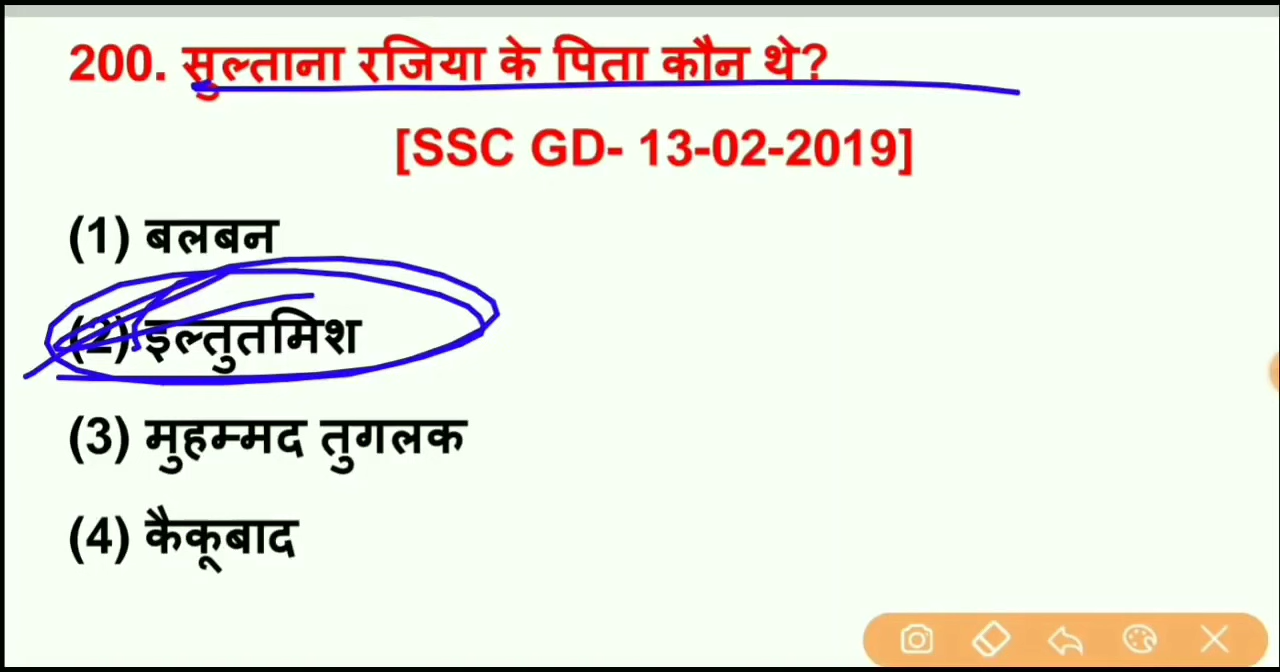 200. सुल्ताना रजिया के पिता कौन थे?
[SSC GD- 13-02-2019]
(1) बलबन
(2) इल्तुतमिश
(3) मुहम्मद तुगलक
(4) कैकूबाद